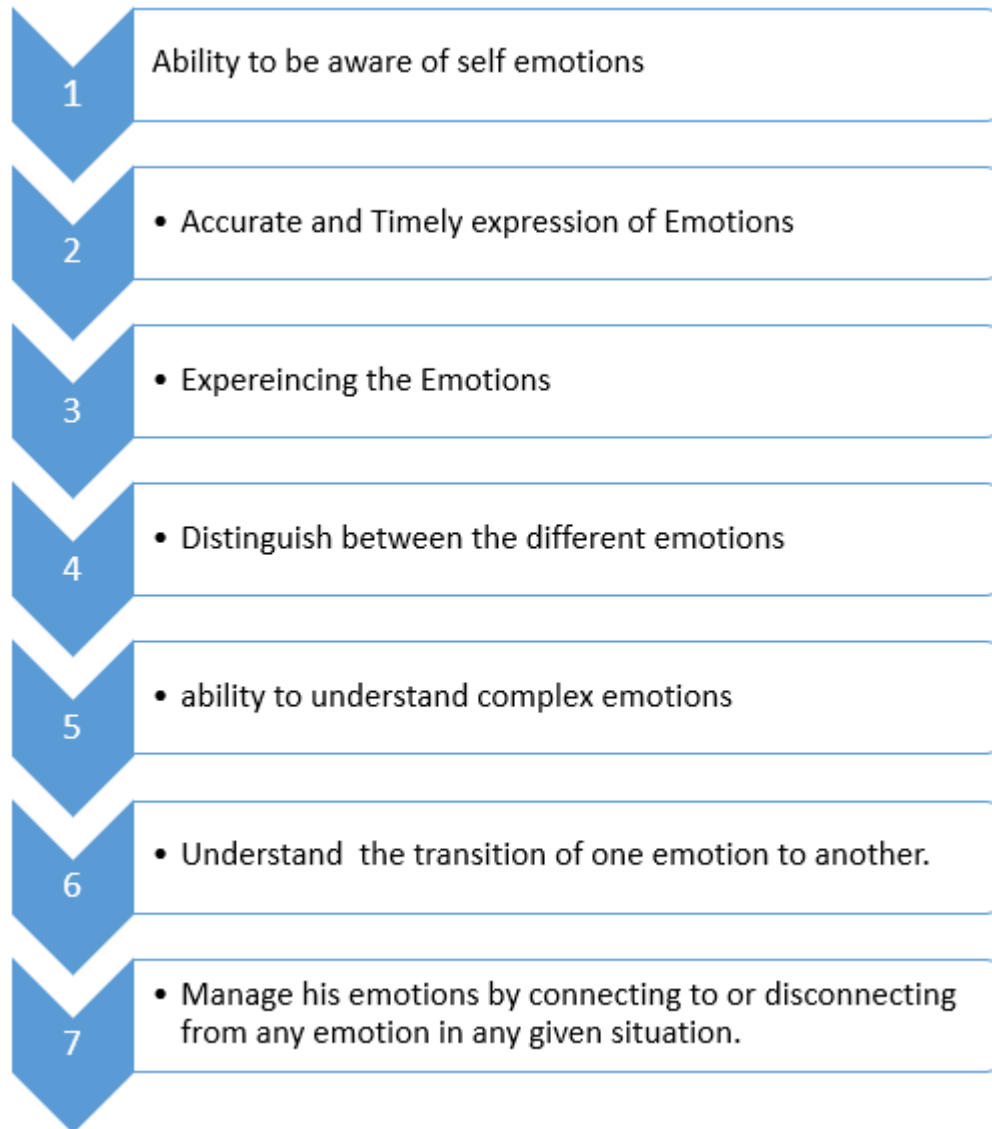 1
Ability to be aware of self emotions
2
• Accurate and Timely expression of Emotions
3
• Expereincing the Emotions
4
• Distinguish between the different emotions
5
• ability to understand complex emotions
6
• Understand  the transition of one emotion to another.
7
• Manage his emotions by connecting to or disconnecting
from any emotion in any given situation.